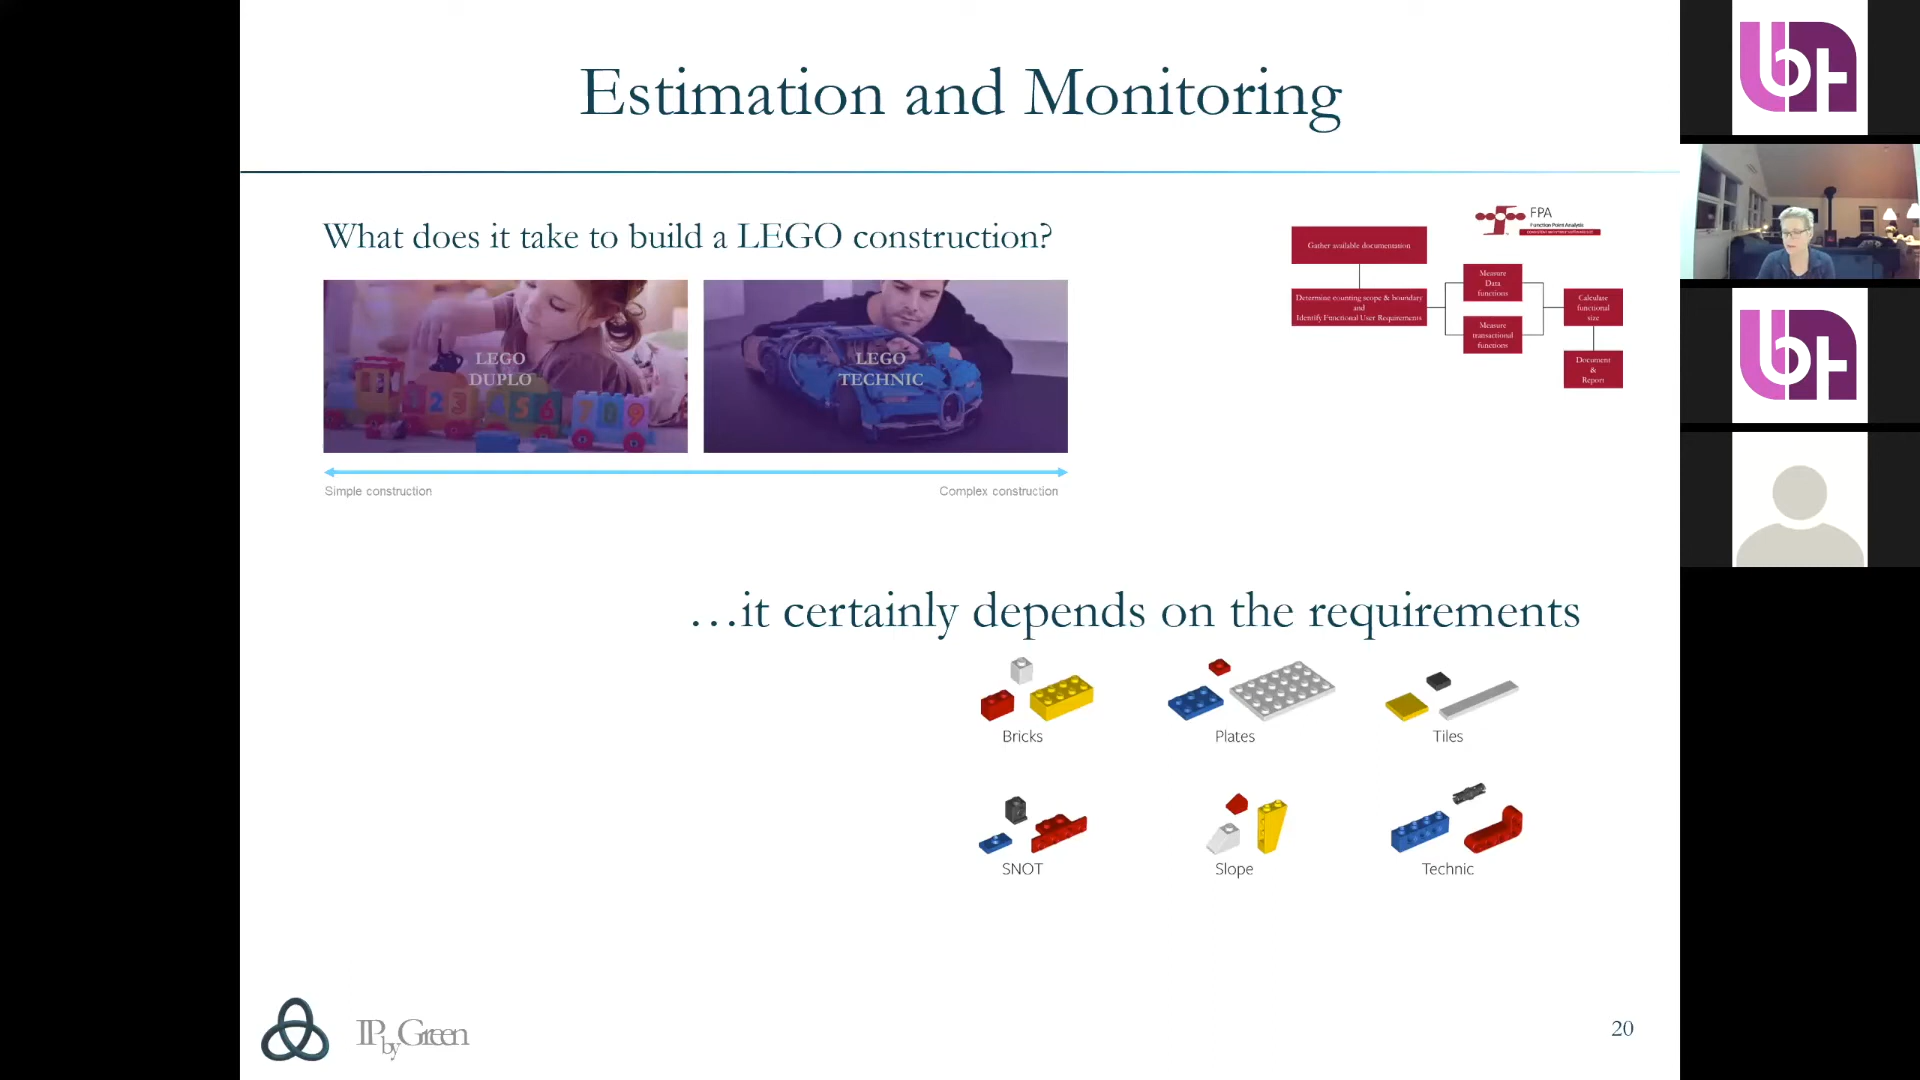 Estimation and Monitoring
What does it take to build a LEGO construction?
LEGO
DUPLO
LEGO
TECHNIC
Simple construction
Complex construction
FPA
Function Point Analysis
Gather available documentation
Determine counting scope & boundary
and
Identify Functional User Requirements
Measure
Data
functions
Measure
transactional
functions
Calculate
functional
size
Document
&
Report
…it certainly depends on the requirements
Bricks
Plates
Tiles
SNOT
Slope
Technic
IP by Green
20